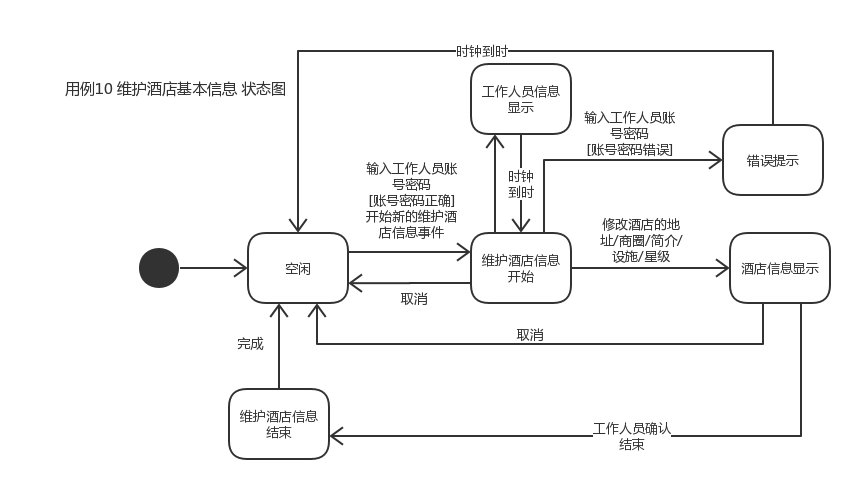 时钟到时
用例10 维护酒店基本信息 状态图
工作人员信息
显示
输入工作人员账
号密码
[账号密码错误]
错误提示
输入工作人员账
号密码
[账号密码正确]
开始新的维护酒
店信息事件
时钟
到时
修改酒店的地
址/商圈/简介/
设施/星级
空闲
维护酒店信息
开始
酒店信息显示
取消
取消
完成
维护酒店信息
结束
工作人员确认
结束